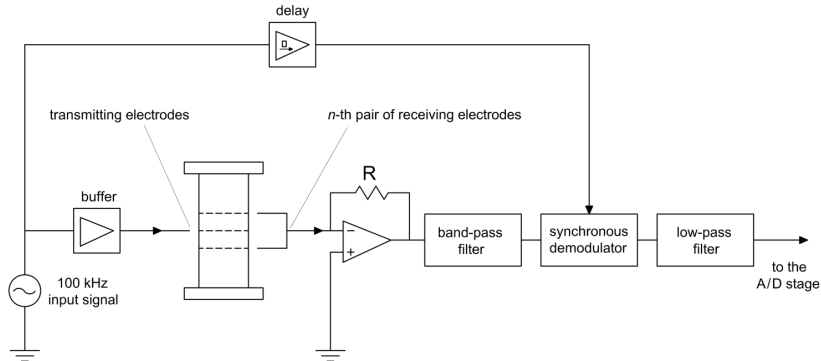 delay
transmitting electrodes
n-th pair of receiving electrodes
R
buffer
−
+
band-pass
filter
synchronous
demodulator
low-pass
filter
100 kHz
input signal
to the
A/D stage